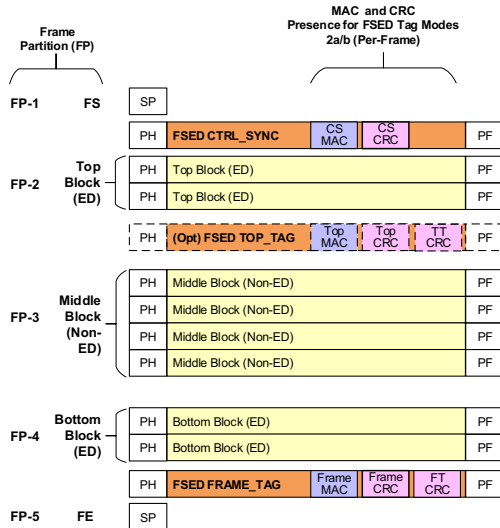 MAC and CRC
Presence for FSED Tag Modes
2a/b (Per-Frame)
Frame
Partition (FP)
FP-1 FS SP
PH FSED CTRL_SYNC CS MAC CS CRC PF
FP-2 Top Block (ED)
PH Top Block (ED) PF
PH Top Block (ED) PF
PH (Opt) FSED TOP_TAG Top MAC Top CRC TT CRC PF
FP-3 Middle Block (Non-ED)
PH Middle Block (Non-ED) PF
PH Middle Block (Non-ED) PF
PH Middle Block (Non-ED) PF
PH Middle Block (Non-ED) PF
FP-4 Bottom Block (ED)
PH Bottom Block (ED) PF
PH Bottom Block (ED) PF
PH FSED FRAME_TAG Frame MAC Frame CRC FT CRC PF
FP-5 FE SP